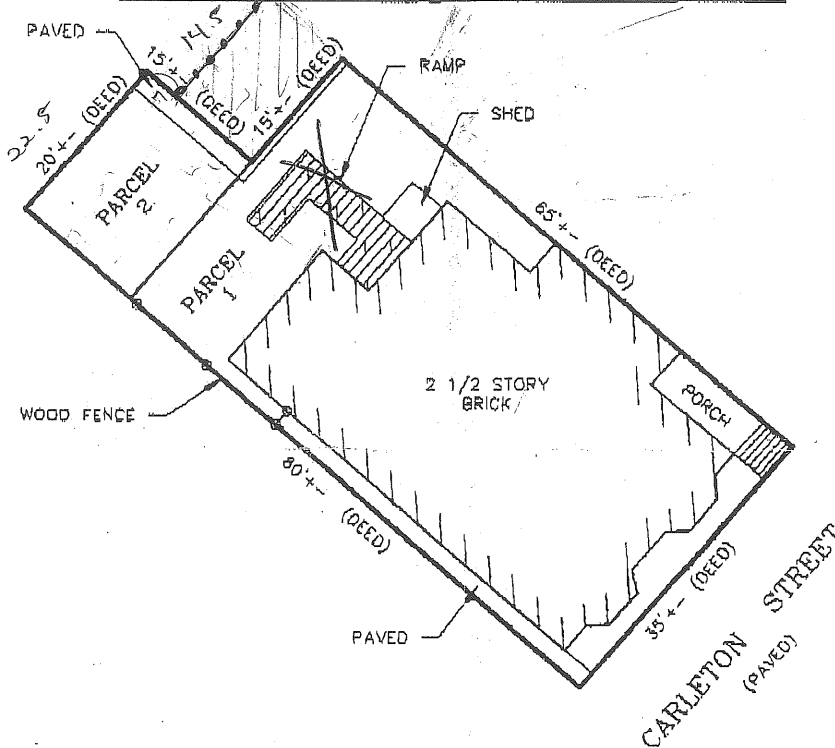 PAVED
14.5
15'+- (DEED)
15'+- (DEED)
RAMP
SHED
22.5
20'+- (DEED)
PARCEL
2
PARCEL
1
65'+- (DEED)
2 1/2 STORY
BRICK
PORCH
WOOD FENCE
80'+- (DEED)
PAVED
35'+- (DEED)
CARLETON STREET
(PAVED)